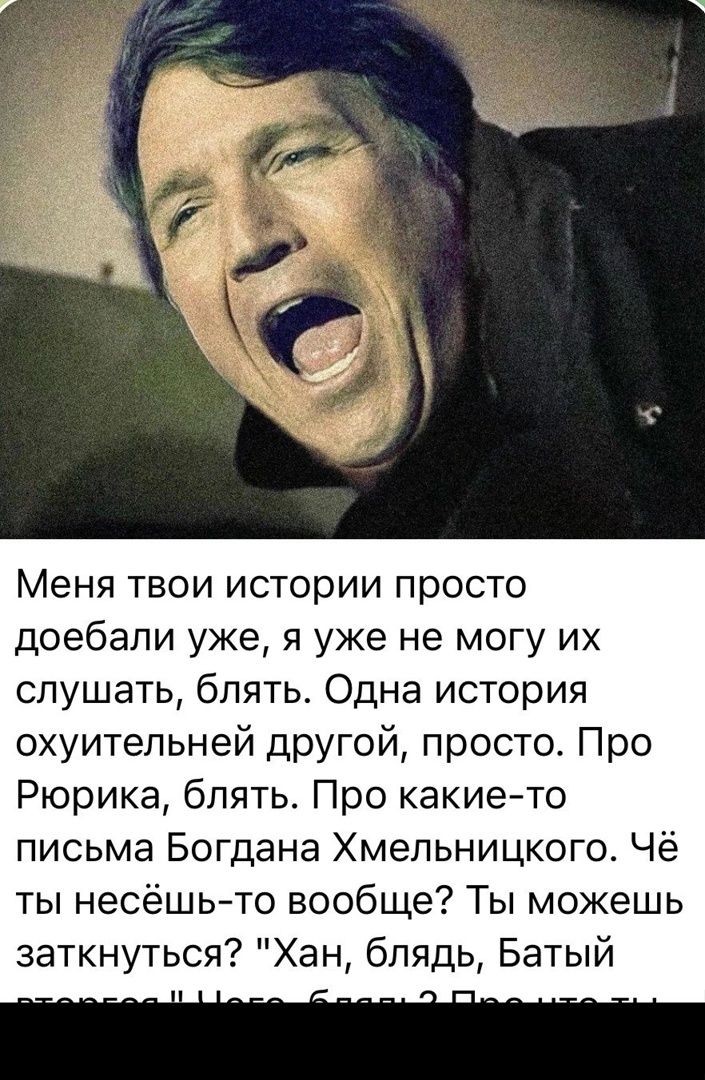 Меня твои истории просто
доебали уже, я уже не могу их
слушать, блять. Одна история
охуительней другой, просто. Про
Рюрика, блять. Про какие-то
письма Богдана Хмельницкого. Чё
ты несёшь-то вообще? Ты можешь
заткнуться? "Хан, блядь, Батый